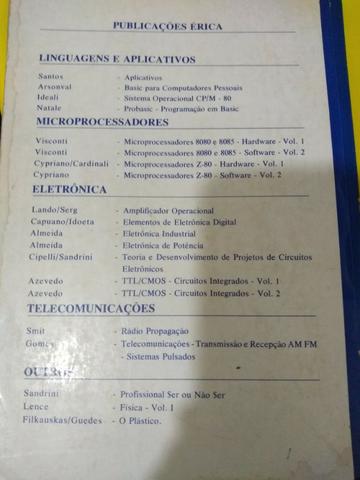 PUBLICAÇÕES ÉRICA
LINGUAGENS E APLICATIVOS
Santos - Aplicativos
Arsonval - Basic para Computadores Pessoais
Ideali - Sistema Operacional CP/M - 80
Natale - Probasic - Programação em Basic
MICROPROCESSADORES
Visconti - Microprocessadores 8080 e 8085 - Hardware - Vol. 1
Visconti - Microprocessadores 8080 e 8085 - Software - Vol. 2
Cypriano/Cardinali - Microprocessadores Z-80 - Hardware - Vol. 1
Cypriano - Microprocessadores Z-80 - Software - Vol. 2
ELETRÔNICA
Lando/Serg - Amplificador Operacional
Capuano/Idoeta - Elementos de Eletrônica Digital
Almeida - Eletrônica Industrial
Almeida - Eletrônica de Potência
Cipelli/Sandrini - Teoria e Desenvolvimento de Projetos de Circuitos
Eletrônicos
Azevedo - TTL/CMOS - Circuitos Integrados - Vol. 1
Azevedo - TTL/CMOS - Circuitos Integrados - Vol. 2
TELECOMUNICAÇÕES
Smit - Rádio Propagação
Gomes - Telecomunicações - Transmissão e Recepção AM FM
- Sistemas Pulsados
OUTROS
Sandrini - Profissional Ser ou Não Ser
Lence - Física - Vol. 1
Filkauskas/Guedes - O Plástico.